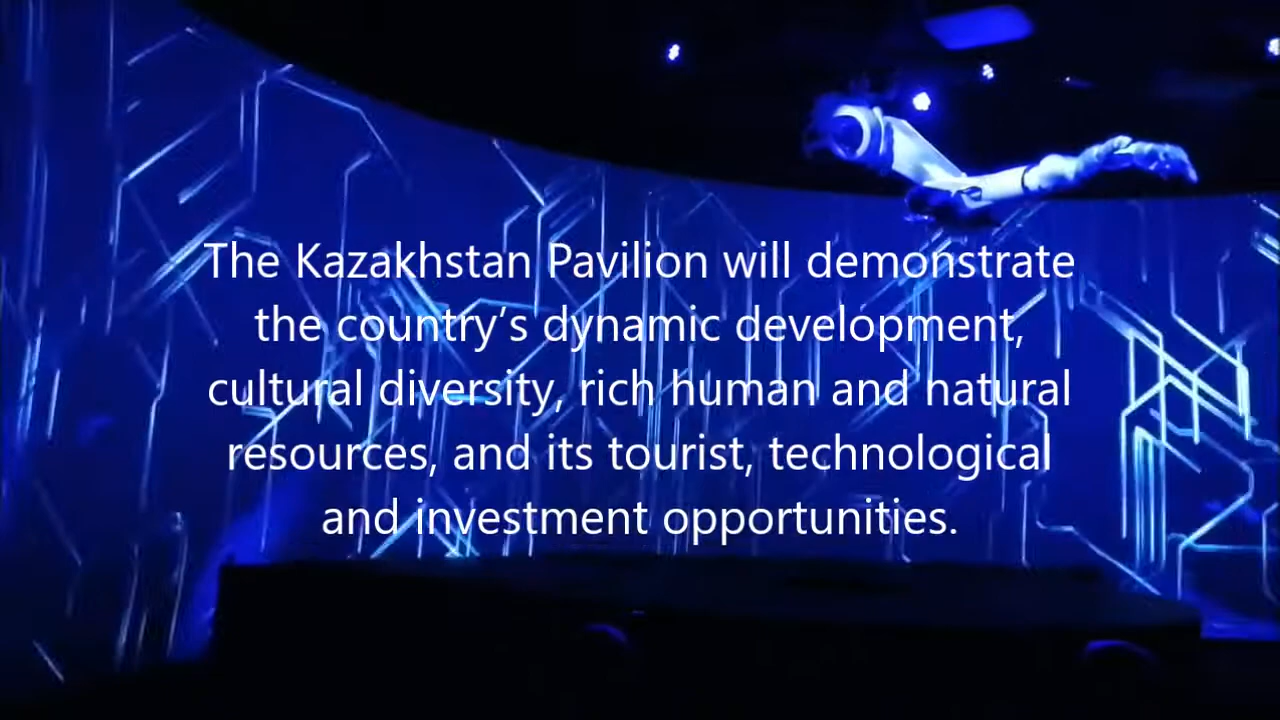 The Kazakhstan Pavilion will demonstrate
the country’s dynamic development,
cultural diversity, rich human and natural
resources, and its tourist, technological
and investment opportunities.